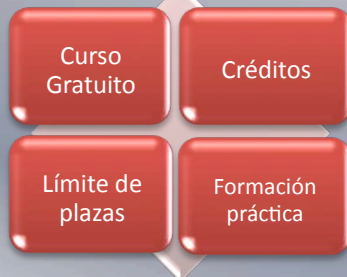 Curso
Gratuito
Créditos
Límite de
plazas
Formación
práctica